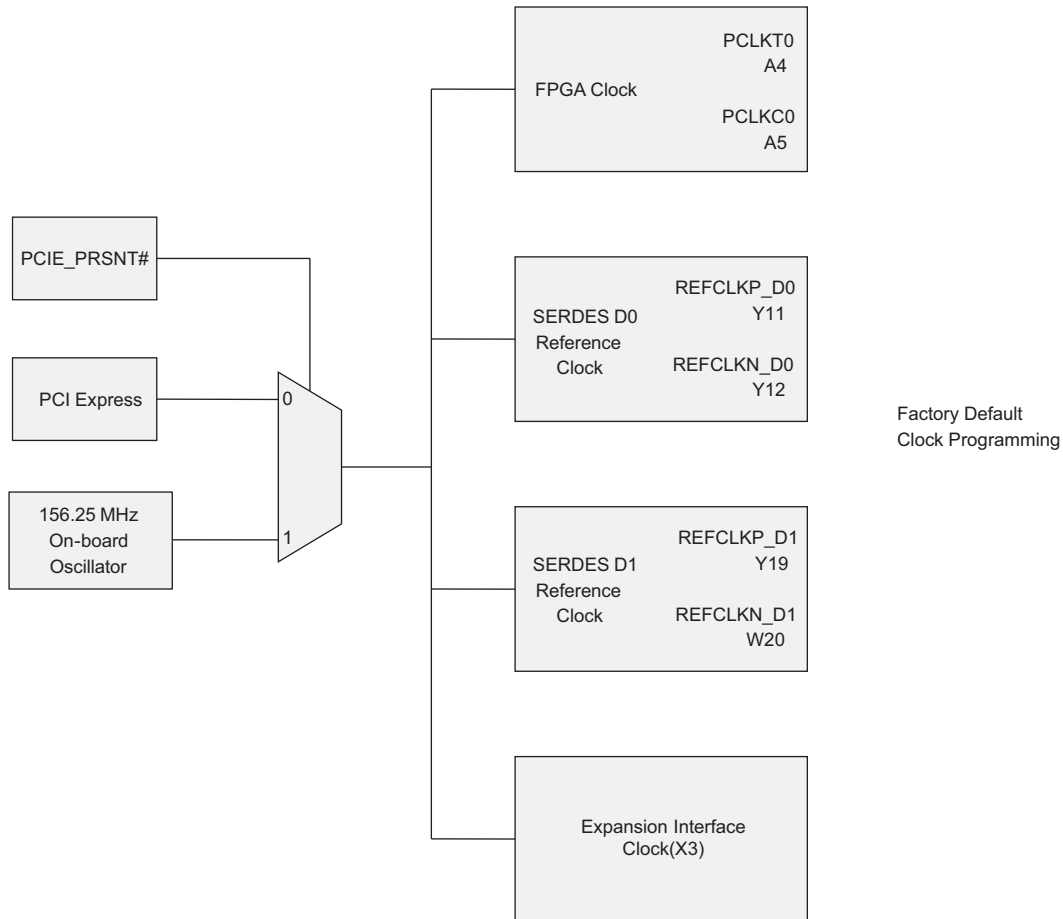 PCLKT0
A4
FPGA Clock
PCLKC0
A5
PCIE_PRSNT#
REFCLKP_D0
Y11
SERDES D0
Reference
Clock
REFCLKN_D0
Y12
PCI Express
0
Factory Default
Clock Programming
156.25 MHz
On-board
Oscillator
1
REFCLKP_D1
Y19
SERDES D1
Reference
Clock
REFCLKN_D1
W20
Expansion Interface
Clock(X3)